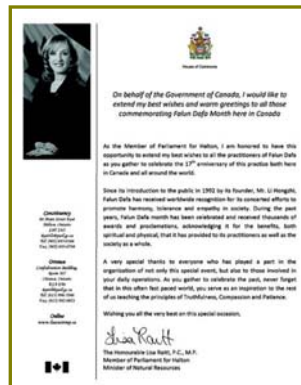 House of Commons
On behalf of the Government of Canada, I would like to
extend my best wishes and warm greetings to all those
commemorating Falun Dafa Month here in Canada
As the Member of Parliament for Halton, I am honored to have this
opportunity to extend my best wishes to all the practitioners of Falun Dafa
as you gather to celebrate the 17th anniversary of this practice both here
in Canada and all around the world.
Since its introduction to the public in 1992 by its founder, Mr. Li Hongzhi,
Falun Dafa has received worldwide recognition for its concerted efforts to
promote harmony, tolerance and empathy in society. During the past
years, Falun Dafa month has been celebrated and received thousands of
awards and proclamations, acknowledging it for the benefits, both
spiritual and physical, that it has provided to its practitioners as well as the
society as a whole.
A very special thanks to everyone who has played a part in the
organisation of not only this special event, but also to those involved in
your daily operations. As you gather to celebrate the past, never forget
that in this often fast paced world, you serve as an inspiration to the rest
of us teaching the principles of Truthfulness, Compassion and Patience.
Wishing you all the very best on this special occasion,
Lisa Raitt
The Honourable Lisa Raitt, P.C., M.P.
Member of Parliament for Halton
Minister of Natural Resources
Constituency
Milton, Ontario
Ottawa
Confederation Building
Ottawa, Ontario
Online